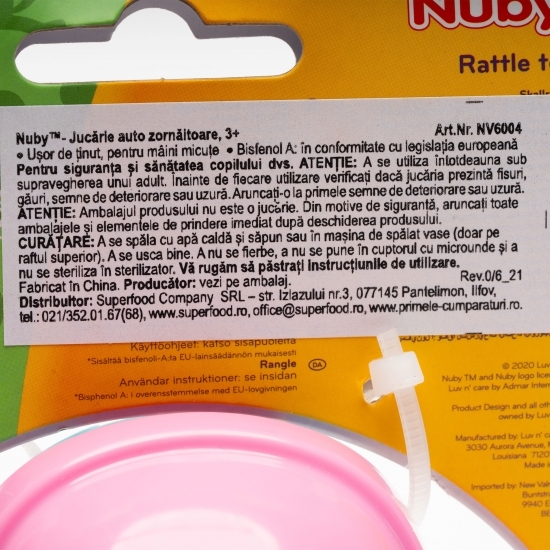 Nuby
Rattle t
Nuby™- Jucărie auto zornăitoare, 3+ Art.Nr. NV6004
• Ușor de ținut, pentru mâini micuțe • Bisfenol A: în conformitate cu legislația europeană
Pentru siguranța și sănătatea copilului dvs. ATENȚIE: A se utiliza întotdeauna sub
supravegherea unui adult. Înainte de fiecare utilizare verificați dacă jucăria prezintă fisuri,
găuri, semne de deteriorare sau uzură. Aruncați-o la primele semne de deteriorare sau uzură.
ATENȚIE: Ambalajul produsului nu este o jucărie. Din motive de siguranță, aruncați toate
ambalajele și elementele de prindere imediat după deschiderea produsului.
CURĂȚARE: A se spăla cu apă caldă și săpun sau în mașina de spălat vase (doar pe
raftul superior). A se usca bine. A nu se fierbe, a nu se pune în cuptorul cu microunde și a
nu se steriliza în sterilizator. Vă rugăm să păstrați Instrucțiunile de utilizare.
Fabricat în China. Producător: vezi pe ambalaj. Rev.0/6_21
Distribuitor: Superfood Company SRL – str. Izlazului nr.3, 077145 Pantelimon, Ilfov,
tel.: 021/352.01.67(68), www.superfood.ro, office@superfood.ro, www.primele-cumparaturi.ro.
Käyttöohjeet: katso sisäpuolelta
*Sisältää bisfenoli-A:ta EU-lainsäädännön mukaisesti
Rangle DA
Användar instruktioner: se insidan
*Bisphenol A: I overensstemmelse med EU-lovgivningen
© 2020 Luv
Nuby TM and Nuby logo
Luv n' care by Admar Inter
Product Design and all oth
owned by Luv
Manufactured by: Luv n'
3030 Aurora Avenue,
Louisiana 7120
Made in
Imported by: New Val
Buntst
9940 E
BE